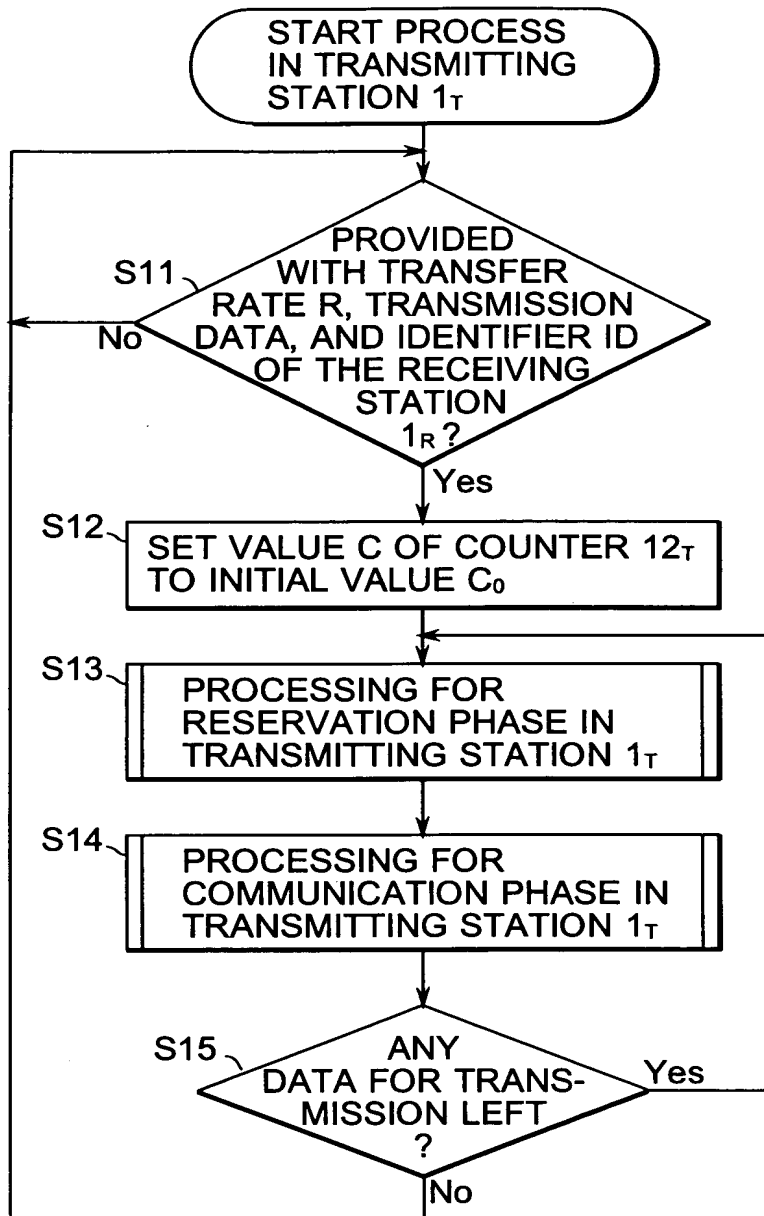 START PROCESS
IN TRANSMITTING
STATION 1T
S11
PROVIDED
WITH TRANSFER
RATE R, TRANSMISSION
DATA, AND IDENTIFIER ID
OF THE RECEIVING
STATION
1R ?
No
Yes
S12
SET VALUE C OF COUNTER 12T
TO INITIAL VALUE C0
S13
PROCESSING FOR
RESERVATION PHASE IN
TRANSMITTING STATION 1T
S14
PROCESSING FOR
COMMUNICATION PHASE IN
TRANSMITTING STATION 1T
S15
ANY
DATA FOR TRANS-
MISSION LEFT
?
Yes
No